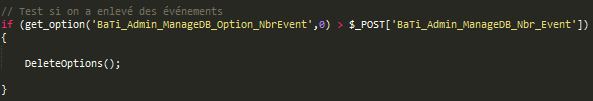 // Test si on a enlevé des événements
if (get_option('BaTi_Admin_ManageDB_Option_NbrEvent',0) > $_POST['BaTi_Admin_ManageDB_Nbr_Event'])
{
DeleteOptions();
}